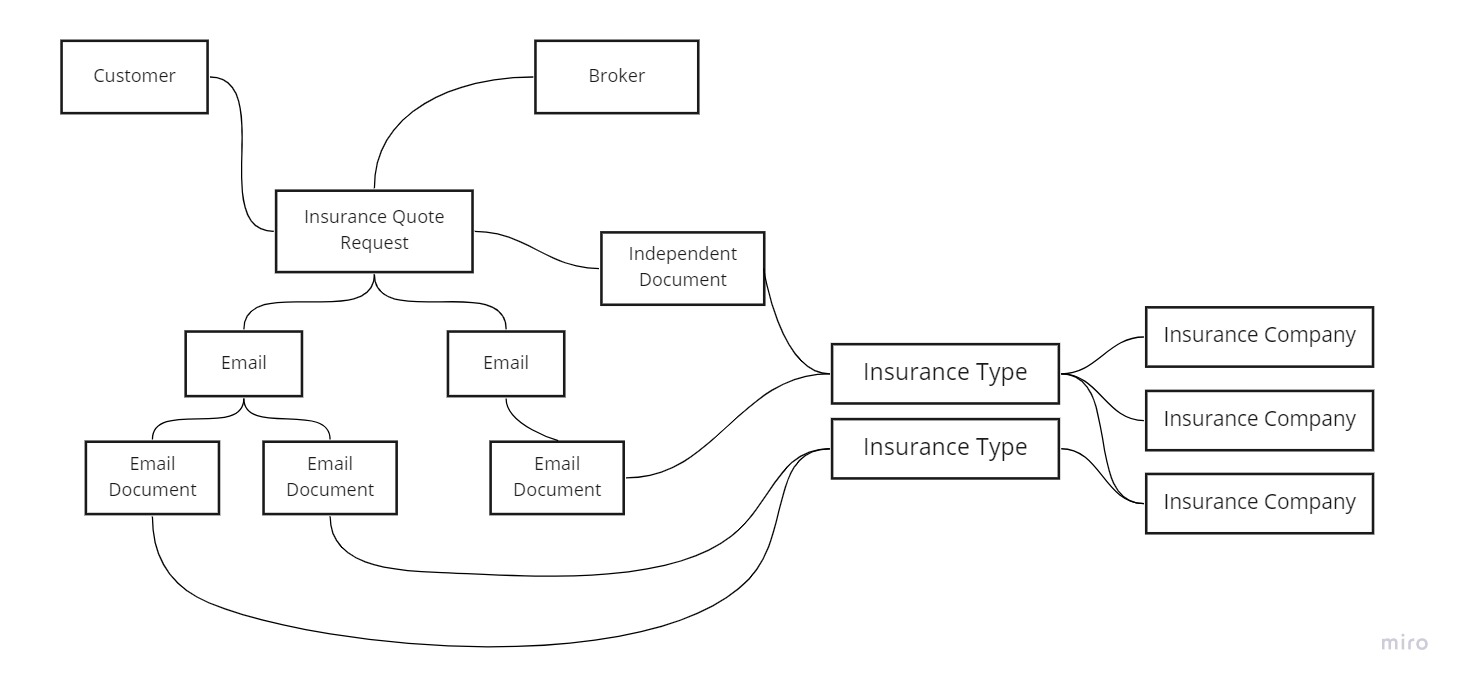 Customer
Broker
Insurance Quote
Request
Independent
Document
Email
Email
Insurance Company
Insurance Type
Insurance Company
Insurance Type
Email
Document
Email
Document
Email
Document
Insurance Company
miro